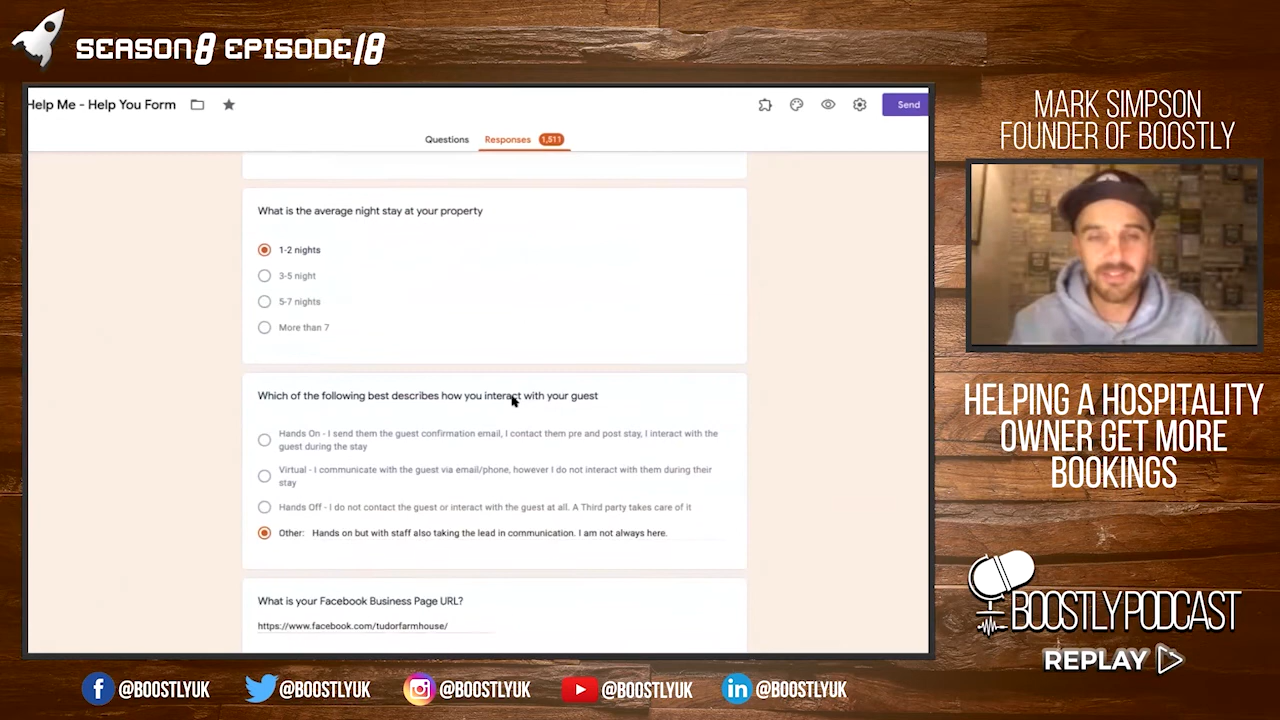 SEASON 8 EPISODE 18
Help Me - Help You Form
Send
Questions
Responses 1,511
What is the average night stay at your property
1-2 nights
3-5 night
5-7 nights
More than 7
Which of the following best describes how you interact with your guest
Hands On - I send them the guest confirmation email, I contact them pre and post stay, I interact with the
guest during the stay
Virtual - I communicate with the guest via email/phone, however I do not interact with them during their
stay
Hands Off - I do not contact the guest or interact with the guest at all. A Third party takes care of it
Other: Hands on but with staff also taking the lead in communication. I am not always here.
What is your Facebook Business Page URL?
https://www.facebook.com/tudorfarmhouse/
MARK SIMPSON
FOUNDER OF BOOSTLY
HELPING A HOSPITALITY
OWNER GET MORE
BOOKINGS
BOOSTLY PODCAST
REPLAY
@BOOSTLYUK
@BOOSTLYUK
@BOOSTLYUK
@BOOSTLYUK
@BOOSTLYUK